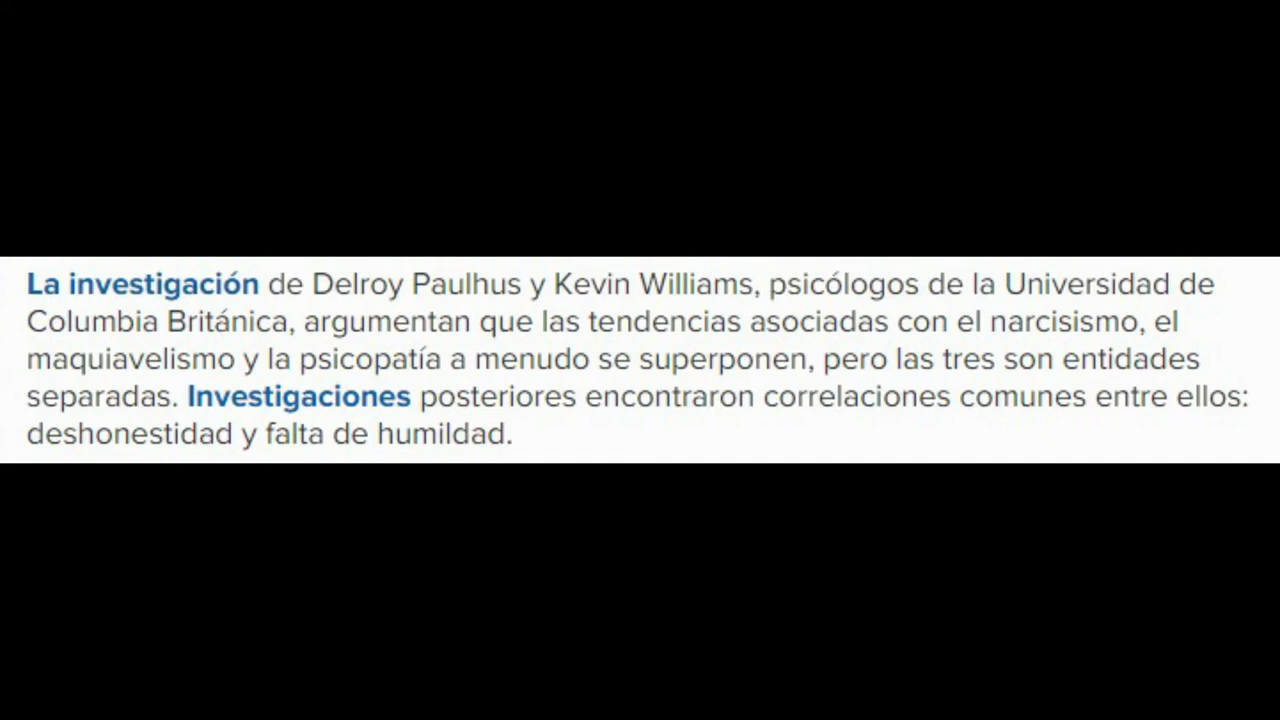 La investigación de Delroy Paulhus y Kevin Williams, psicólogos de la Universidad de
Columbia Británica, argumentan que las tendencias asociadas con el narcisismo, el
maquiavelismo y la psicopatía a menudo se superponen, pero las tres son entidades
separadas. Investigaciones posteriores encontraron correlaciones comunes entre ellos:
deshonestidad y falta de humildad.